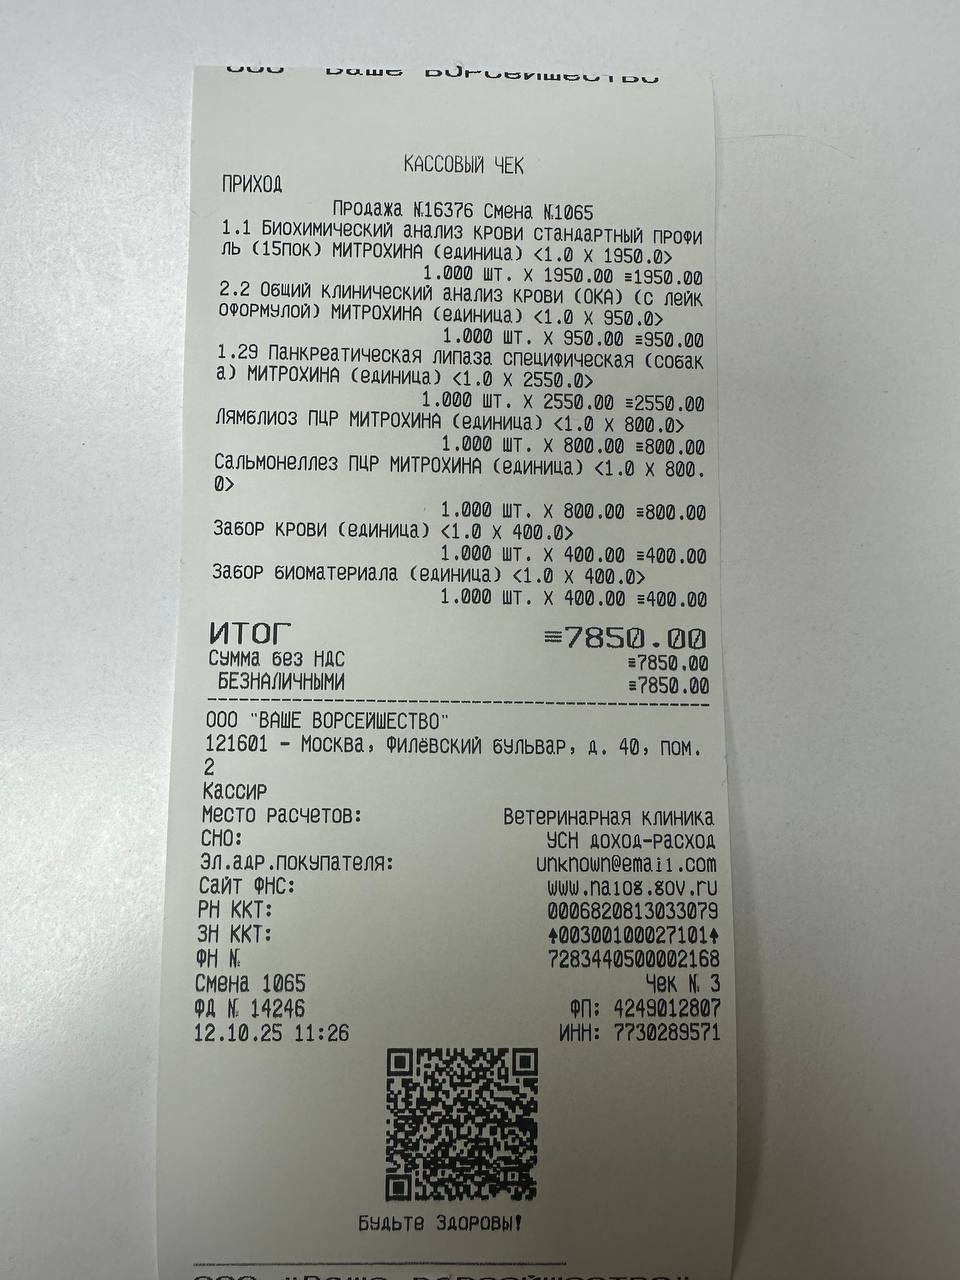 ООО "Ваше ворсейшество"
КАССОВЫЙ ЧЕК
ПРИХОД
Продажа №16376 Смена №1065
1.1 Биохимический анализ крови стандартный профи
ль (15пок) МИТРОХИНА (единица) <1.0 X 1950.0>
1.000 шт. X 1950.00 ≡1950.00
2.2 Общий клинический анализ крови (ОКА) (с лейк
оформулой) МИТРОХИНА (единица) <1.0 X 950.0>
1.000 шт. X 950.00 ≡950.00
1.29 Панкреатическая липаза специфическая (собак
а) МИТРОХИНА (единица) <1.0 X 2550.0>
1.000 шт. X 2550.00 ≡2550.00
Лямблиоз ПЦР МИТРОХИНА (единица) <1.0 X 800.0>
1.000 шт. X 800.00 ≡800.00
Сальмонеллез ПЦР МИТРОХИНА (единица) <1.0 X 800.
0>
1.000 шт. X 800.00 ≡800.00
Забор крови (единица) <1.0 X 400.0>
1.000 шт. X 400.00 ≡400.00
Забор биоматериала (единица) <1.0 X 400.0>
1.000 шт. X 400.00 ≡400.00
ИТОГ ≡7850.00
Сумма без НДС ≡7850.00
БЕЗНАЛИЧНЫМИ ≡7850.00
ООО "ВАШЕ ВОРСЕЙШЕСТВО"
121601 - Москва, Филёвский бульвар, д. 40, пом.
2
Кассир
Место расчетов: Ветеринарная клиника
СНО: УСН доход-расход
Эл.адр.покупателя: unknown@email.com
Сайт ФНС: www.nalog.gov.ru
РН ККТ: 0006820813033079
ЗН ККТ: ↑00300100027101↑
ФН № 7283440500002168
Смена 1065 Чек № 3
ФД № 14246 ФП: 4249012807
12.10.25 11:26 ИНН: 7730289571
Будьте здоровы!
ООО "Ваше ворсейшество"